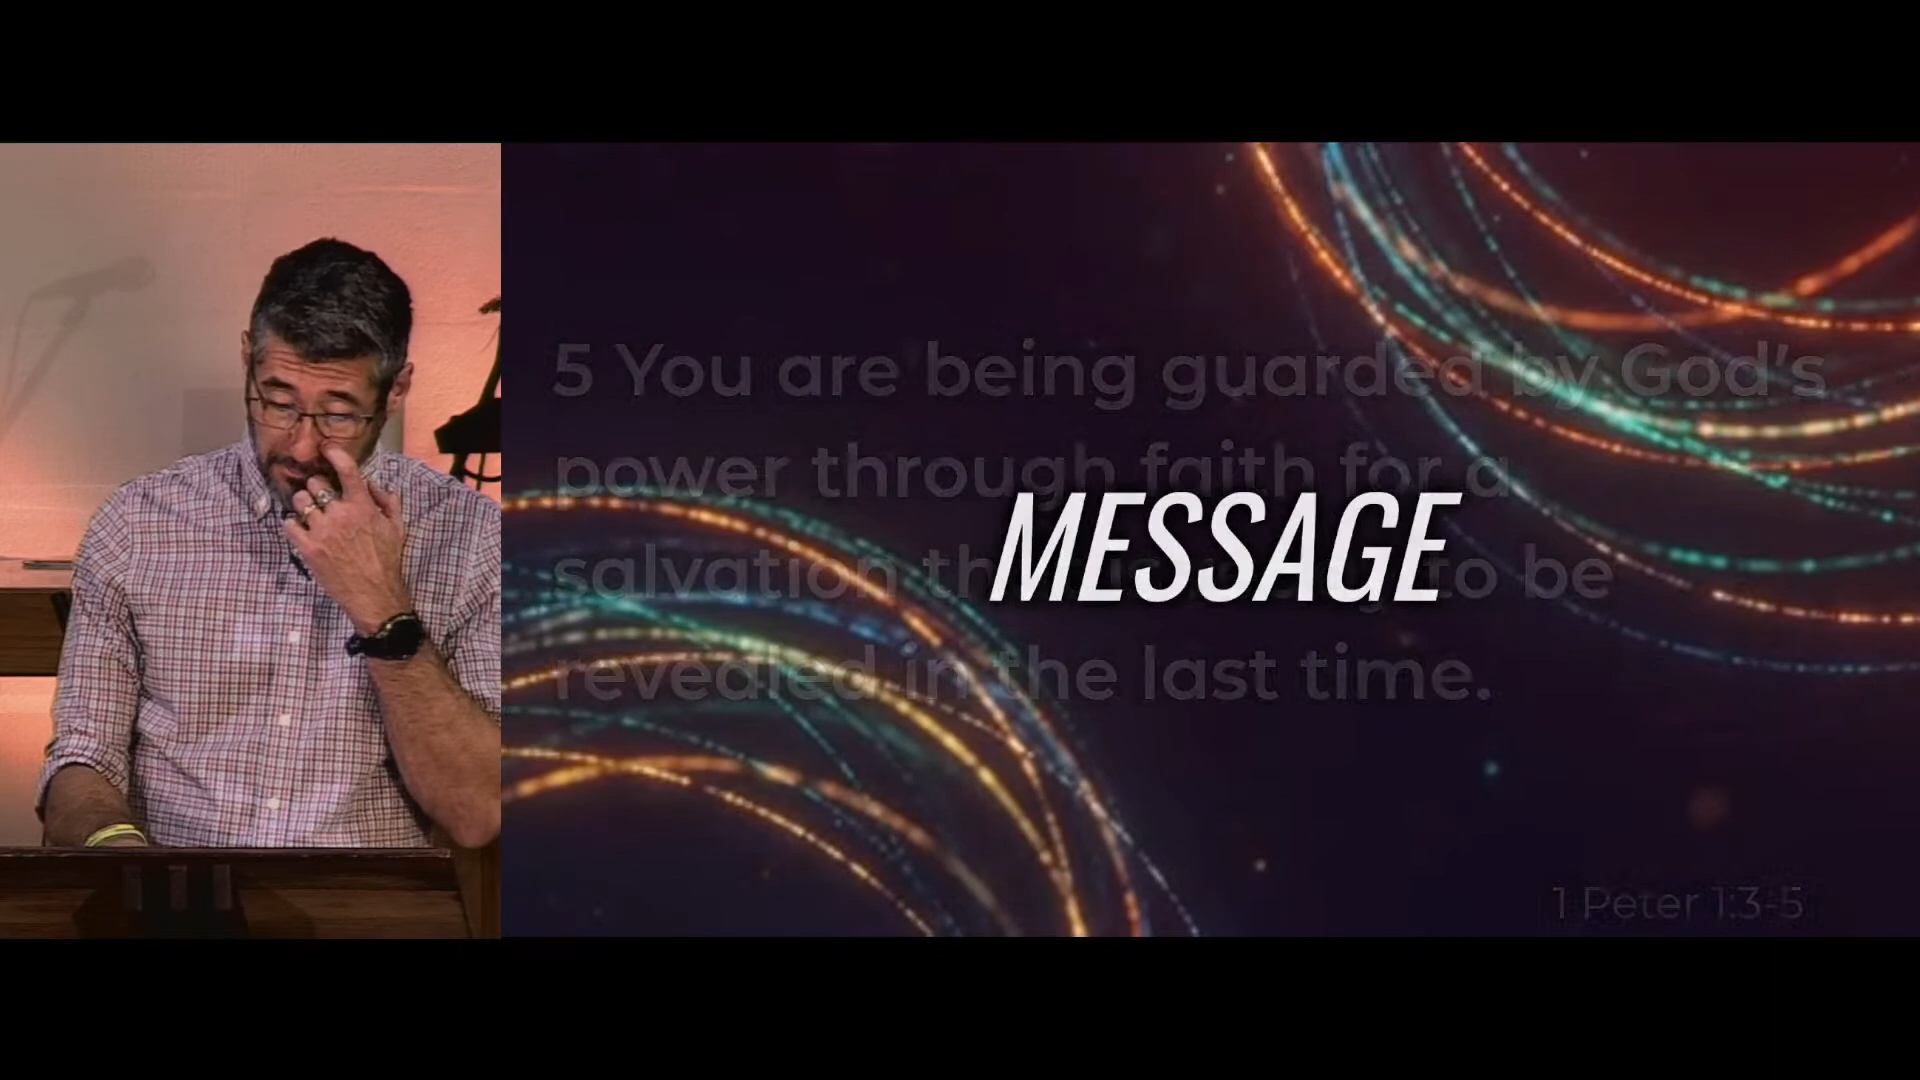 5 You are being guarded by God's
power through faith for a
MESSAGE
salvation to be
revealed in the last time.
1 Peter 1:3-5